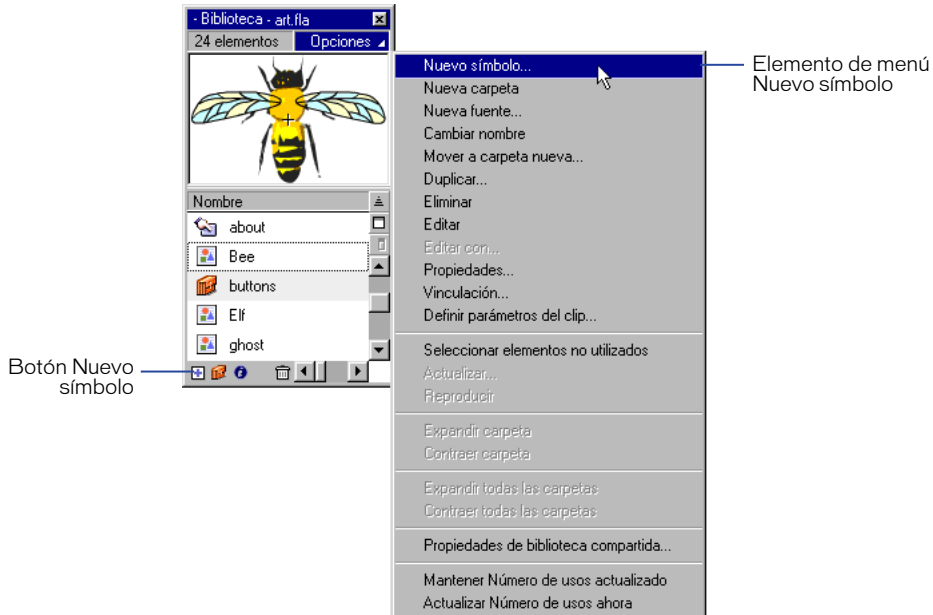 - Biblioteca - art.fla
24 elementos Opciones
Nombre
about
Bee
buttons
Elf
ghost
Botón Nuevo
símbolo
Nuevo símbolo...
Nueva carpeta
Nueva fuente...
Cambiar nombre
Mover a carpeta nueva...
Duplicar...
Eliminar
Editar
Editar con...
Propiedades...
Vinculación...
Definir parámetros del clip...
Seleccionar elementos no utilizados
Actualizar...
Reproducir
Expandir carpeta
Contraer carpeta
Expandir todas las carpetas
Contraer todas las carpetas
Propiedades de biblioteca compartida...
Mantener Número de usos actualizado
Actualizar Número de usos ahora
Elemento de menú
Nuevo símbolo